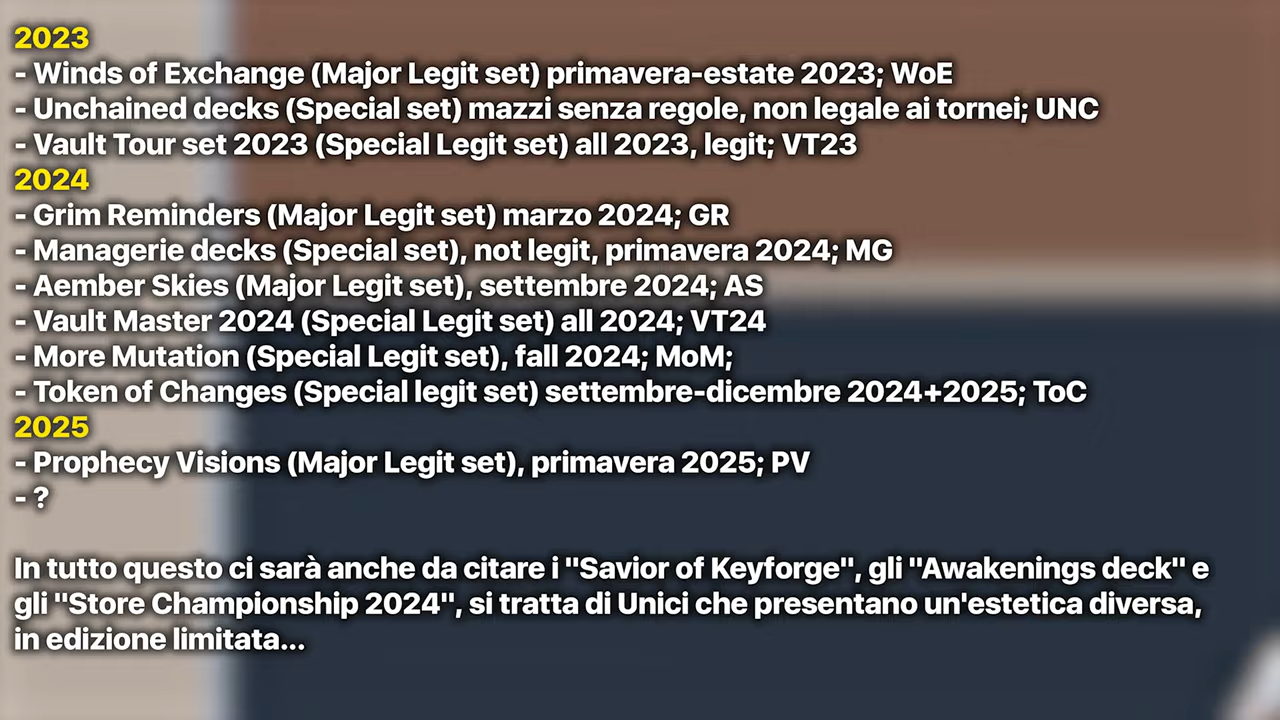 2023
- Winds of Exchange (Major Legit set) primavera-estate 2023; WoE
- Unchained decks (Special set) mazzi senza regole, non legale ai tornei; UNC
- Vault Tour set 2023 (Special Legit set) all 2023, legit; VT23
2024
- Grim Reminders (Major Legit set) marzo 2024; GR
- Managerie decks (Special set), not legit, primavera 2024; MG
- Aember Skies (Major Legit set), settembre 2024; AS
- Vault Master 2024 (Special Legit set) all 2024; VT24
- More Mutation (Special Legit set), fall 2024; MoM;
- Token of Changes (Special legit set) settembre-dicembre 2024+2025; ToC
2025
- Prophecy Visions (Major Legit set), primavera 2025; PV
- ?
In tutto questo ci sarà anche da citare i "Savior of Keyforge", gli "Awakenings deck" e
gli "Store Championship 2024", si tratta di Unici che presentano un'estetica diversa,
in edizione limitata...